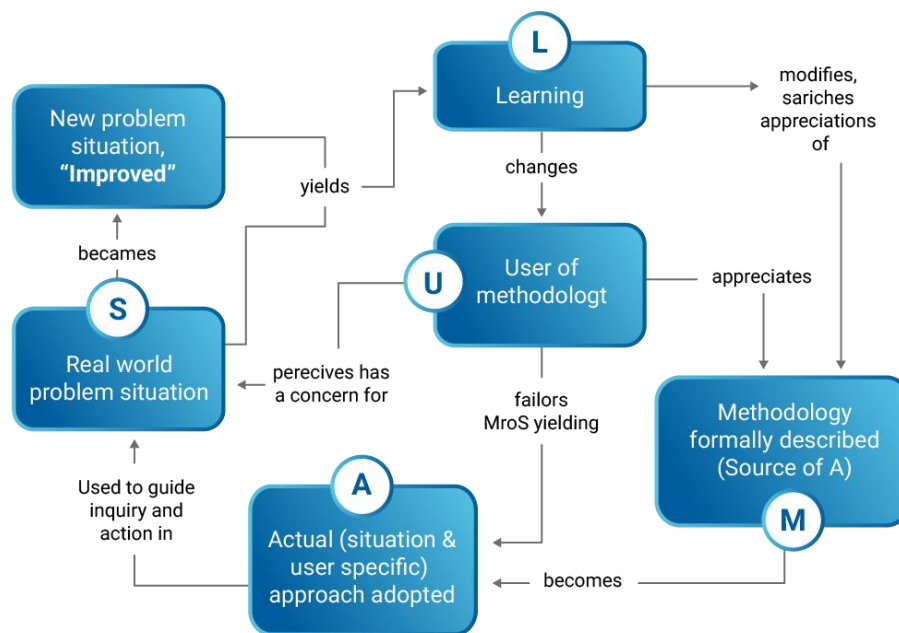 L
Learning
modifies,
sariches
appreciations
of
New problem
situation,
“Improved”
yields
changes
becames
U
User of
methodologt
appreciates
S
Real world
problem situation
perecives has
a concern for
failors
MroS yielding
Methodology
formally described
(Source of A)
M
Used to guide
inquiry and
action in
A
Actual (situation &
user specific)
approach adopted
becomes